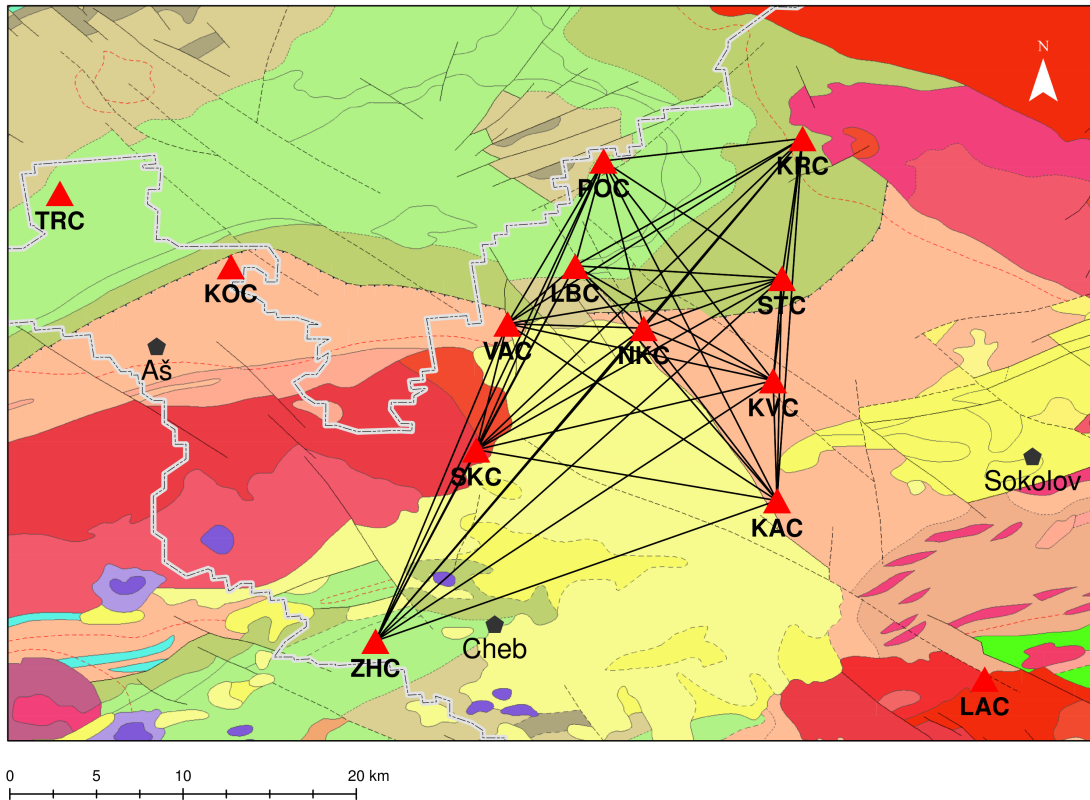 N
KRC
POC
TRC
KOC
LBC
STC
VAC
NKC
Aš
KVC
SKC
Sokolov
KAC
Cheb
ZHC
LAC
0 5 10 20 km